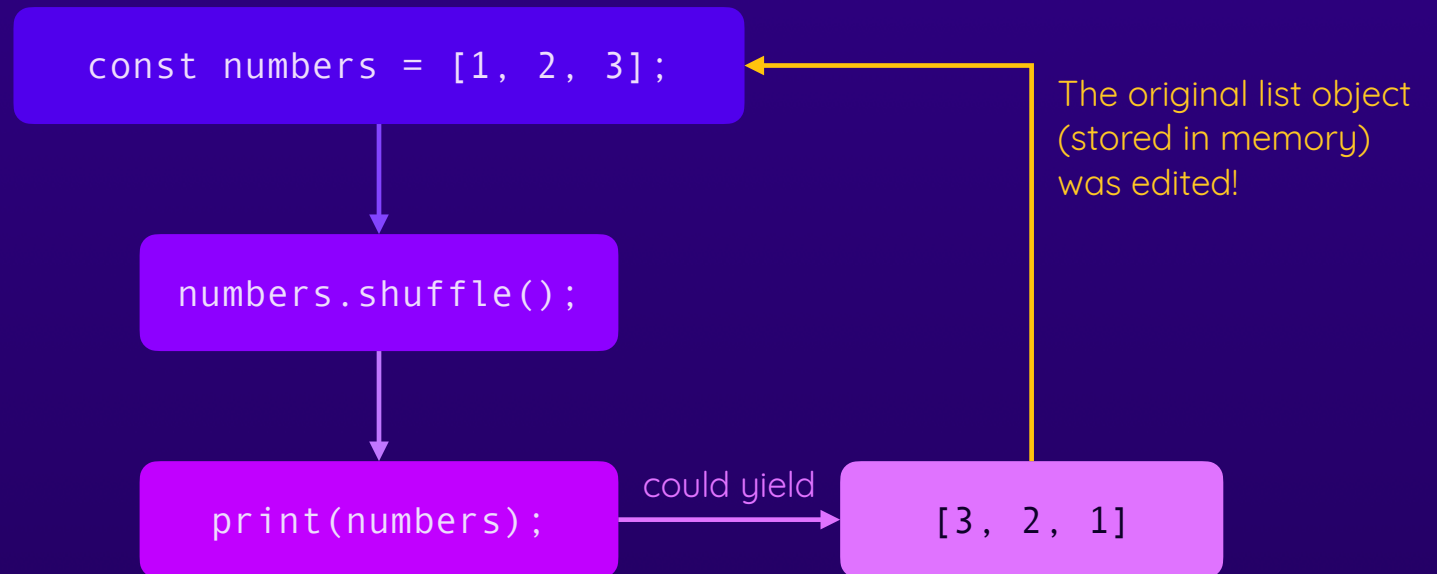 const numbers = [1, 2, 3];
The original list object
(stored in memory)
was edited!
numbers.shuffle();
print(numbers);
could yield
[3, 2, 1]